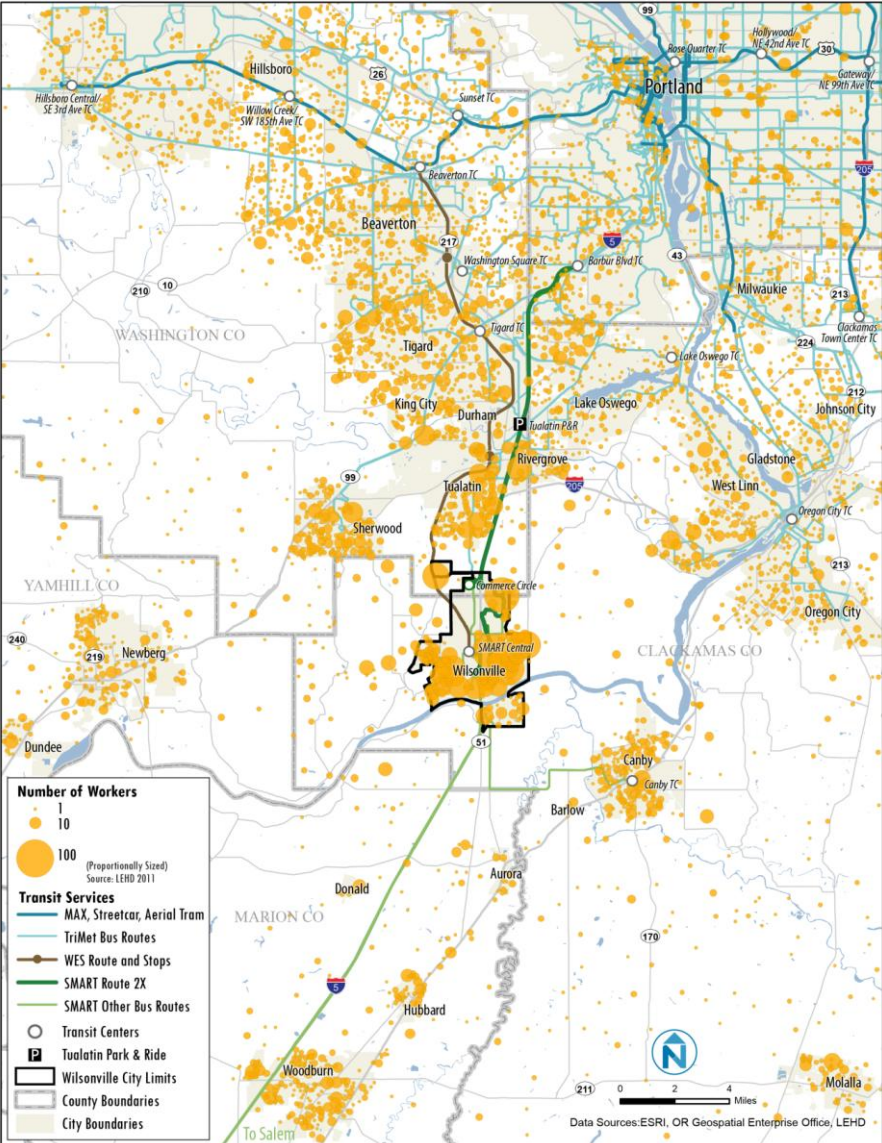 99
Hollywood/
NE 42nd Ave TC
Rose Quarter TC
30
Hillsboro
26
Portland
Gateway/
NE 99th Ave TC
Hillsboro Central/
SE 3rd Ave TC
Willow Creek/
SW 185th Ave TC
Sunset TC
205
Beaverton TC
Beaverton
217
5
43
Washington Square TC
Barbur Blvd TC
210
10
Milwaukie
213
WASHINGTON CO
Tigard TC
Clackamas
Town Center TC
Tigard
224
Lake Oswego TC
212
King City
Durham
Lake Oswego
Johnson City
P
Tualatin P&R
Rivergrove
Gladstone
99
Tualatin
205
West Linn
Sherwood
Oregon City TC
213
YAMHILL CO
Commerce Circle
Oregon City
240
219
Newberg
SMART Central
CLACKAMAS CO
Wilsonville
Dundee
51
Canby
Canby TC
Barlow
Number of Workers
1
10
100
(Proportionally Sized)
Source: LEHD 2011
Transit Services
MAX, Streetcar, Aerial Tram
TriMet Bus Routes
WES Route and Stops
SMART Route 2X
SMART Other Bus Routes
Transit Centers
P
Tualatin Park & Ride
Wilsonville City Limits
County Boundaries
City Boundaries
Aurora
Donald
MARION CO
170
5
Hubbard
N
Woodburn
211
0 2 4
Miles
Molalla
To Salem
Data Sources:ESRI, OR Geospatial Enterprise Office, LEHD